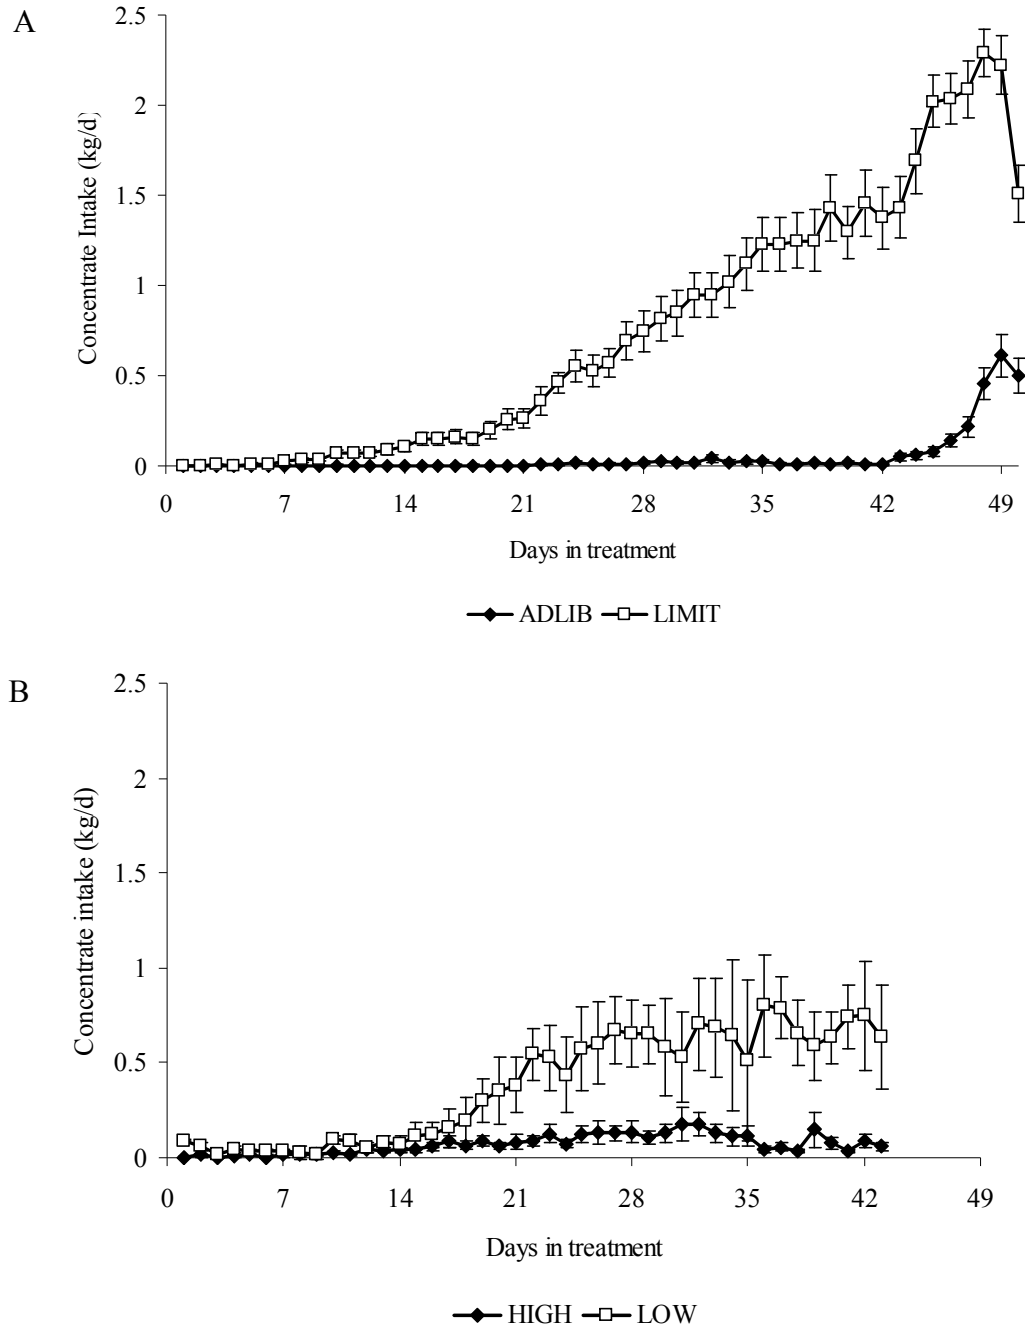 A
2.5
2
1.5
1
0.5
0
Concentrate Intake (kg/d)
0 7 14 21 28 35 42 49
Days in treatment
ADLIB LIMIT
B
2.5
2
1.5
1
0.5
0
Concentrate intake (kg/d)
0 7 14 21 28 35 42 49
Days in treatment
HIGH LOW